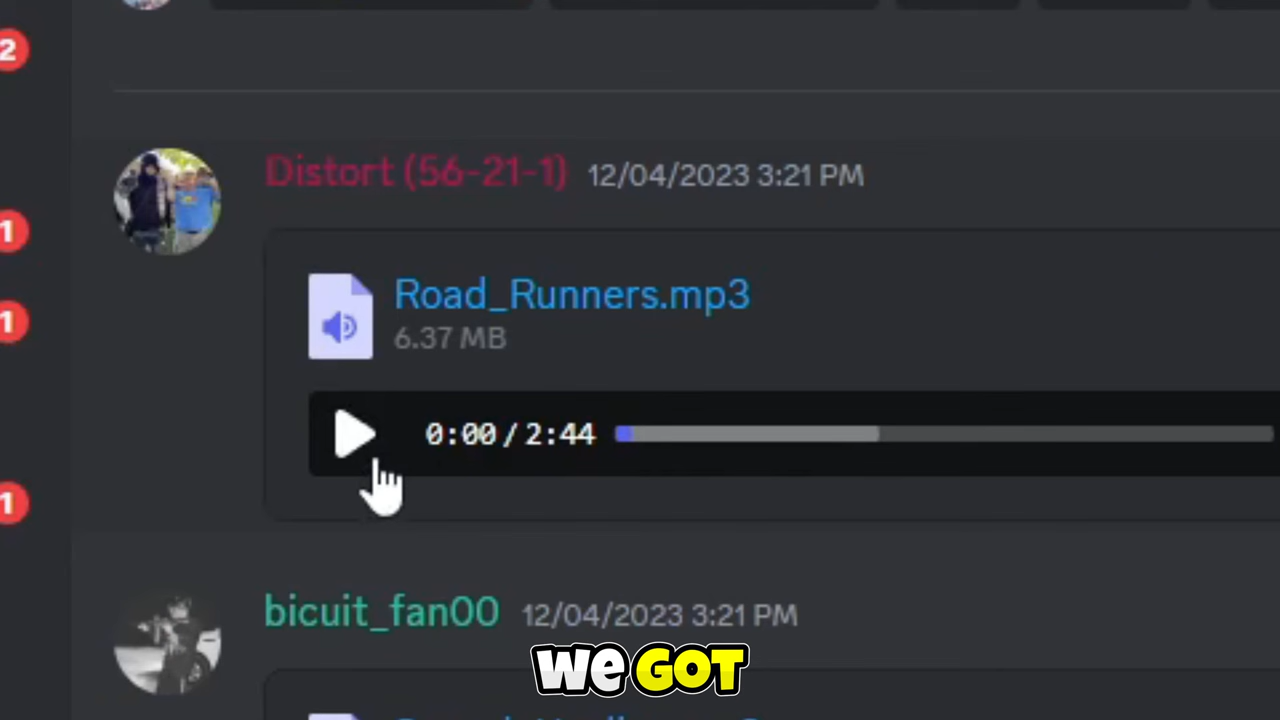 2
Distort (56-21-1) 12/04/2023 3:21 PM
1
Road_Runners.mp3
1
6.37 MB
0:00 / 2:44
1
bicuit_fan00 12/04/2023 3:21 PM
WE GOT